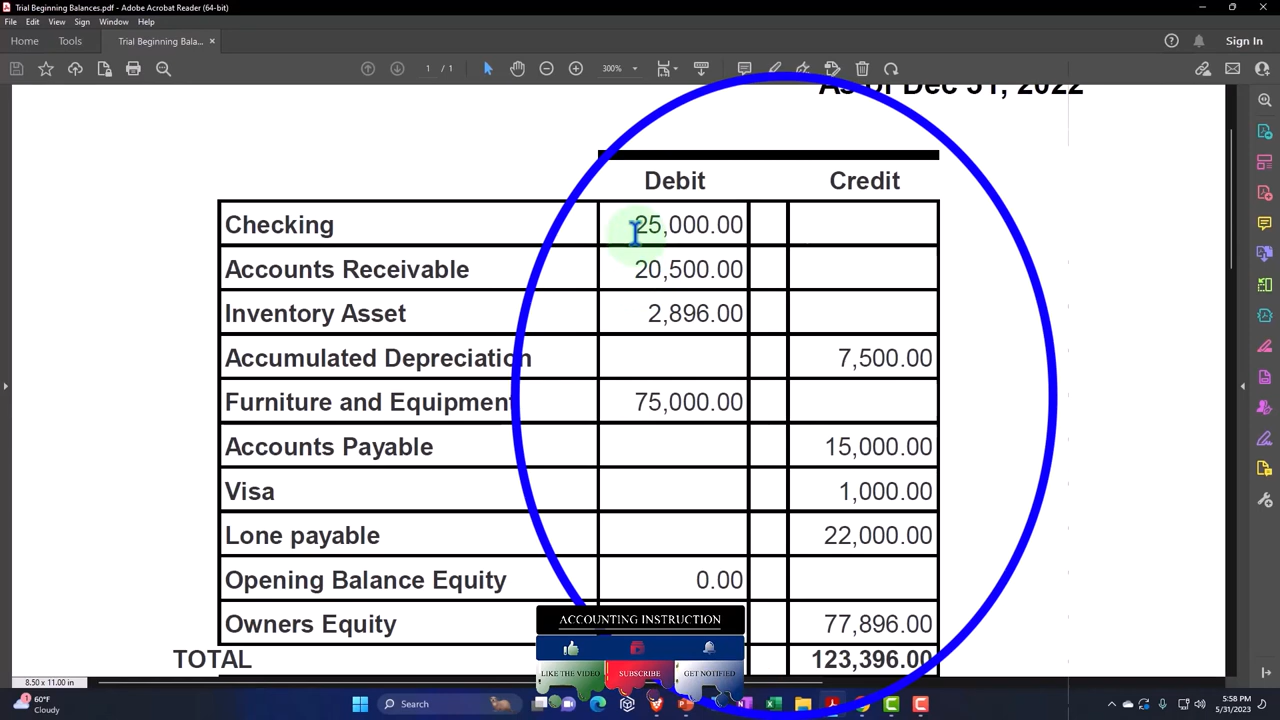 Trial Beginning Balances.pdf - Adobe Acrobat Reader (64-bit)
File Edit View Sign Window Help
Home Tools Trial Beginning Bala... × Sign In
1 / 1 300%
As of Dec 31, 2022
Debit Credit
Checking 25,000.00
Accounts Receivable 20,500.00
Inventory Asset 2,896.00
Accumulated Depreciation 7,500.00
Furniture and Equipment 75,000.00
Accounts Payable 15,000.00
Visa 1,000.00
Lone payable 22,000.00
Opening Balance Equity 0.00
Owners Equity 77,896.00
TOTAL 123,396.00
ACCOUNTING INSTRUCTION
LIKE THE VIDEO SUBSCRIBE GET NOTIFIED
8.50 x 11.00 in
60°F
Cloudy
Search
5:58 PM
5/31/2023